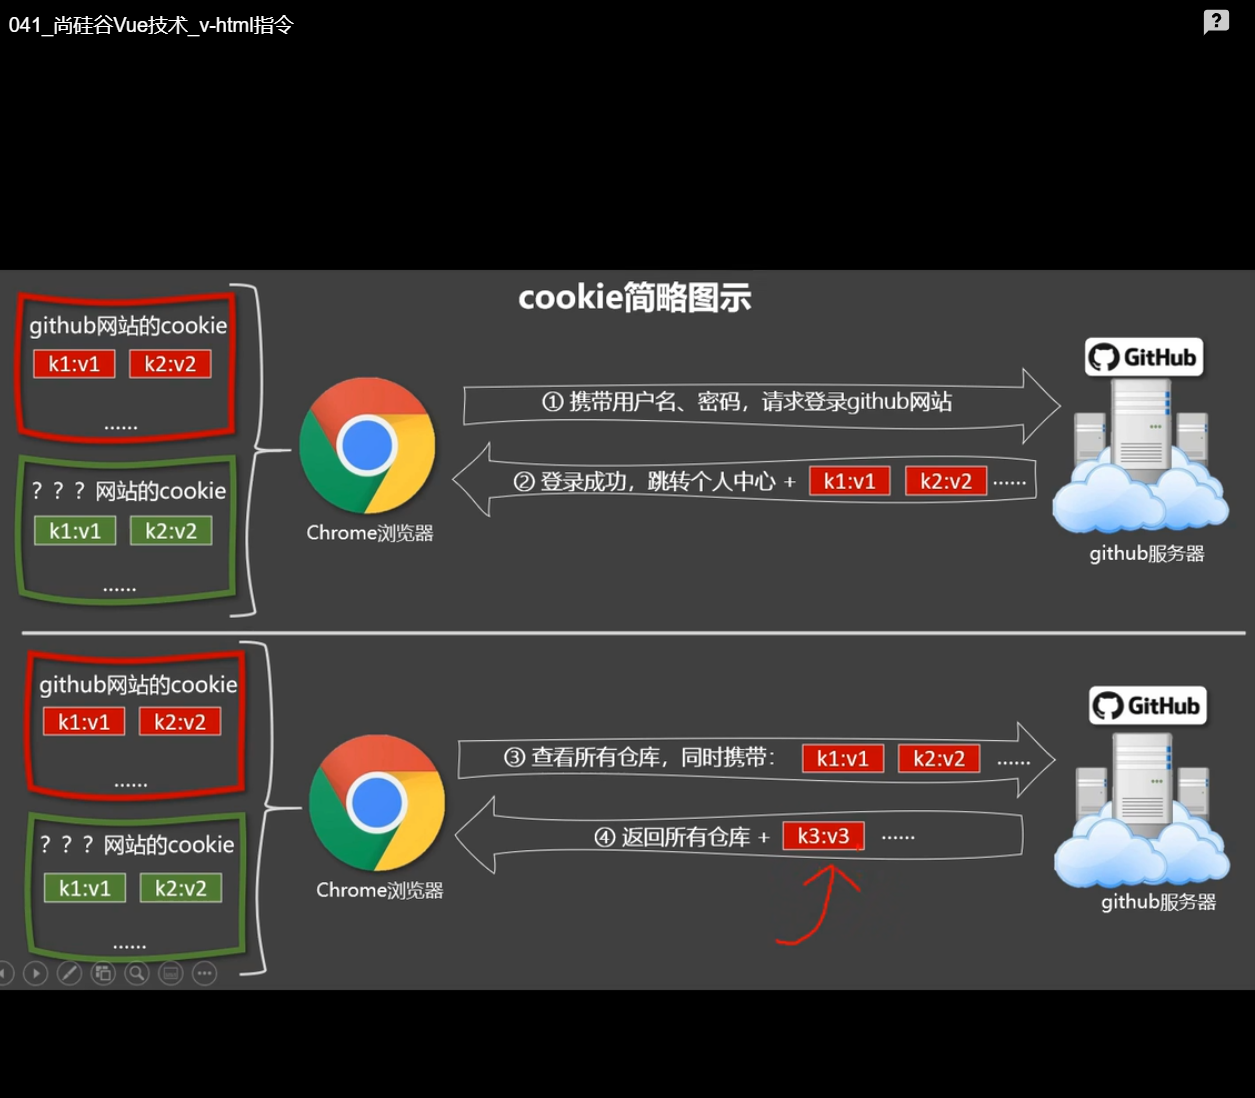 041_尚硅谷Vue技术_v-html指令
cookie简略图示
github网站的cookie
k1:v1 k2:v2
......
？？？网站的cookie
k1:v1 k2:v2
......
Chrome浏览器
① 携带用户名、密码，请求登录github网站
② 登录成功，跳转个人中心 + k1:v1 k2:v2 ......
GitHub
github服务器
github网站的cookie
k1:v1 k2:v2
......
？？？网站的cookie
k1:v1 k2:v2
......
Chrome浏览器
③ 查看所有仓库，同时携带： k1:v1 k2:v2 ......
④ 返回所有仓库 + k3:v3 ......
GitHub
github服务器